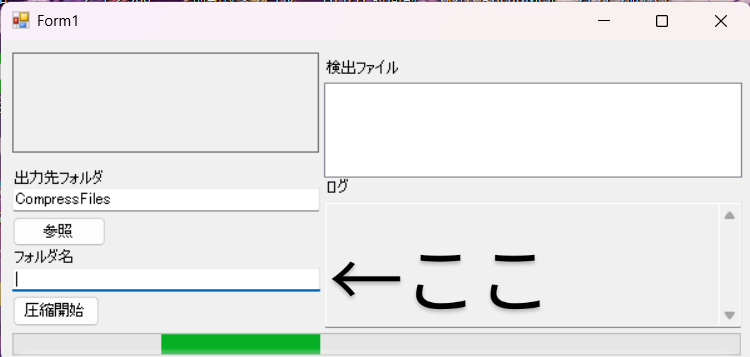 Form1
検出ファイル
出力先フォルダ
CompressFiles
参照
フォルダ名
圧縮開始
ログ
←ここ